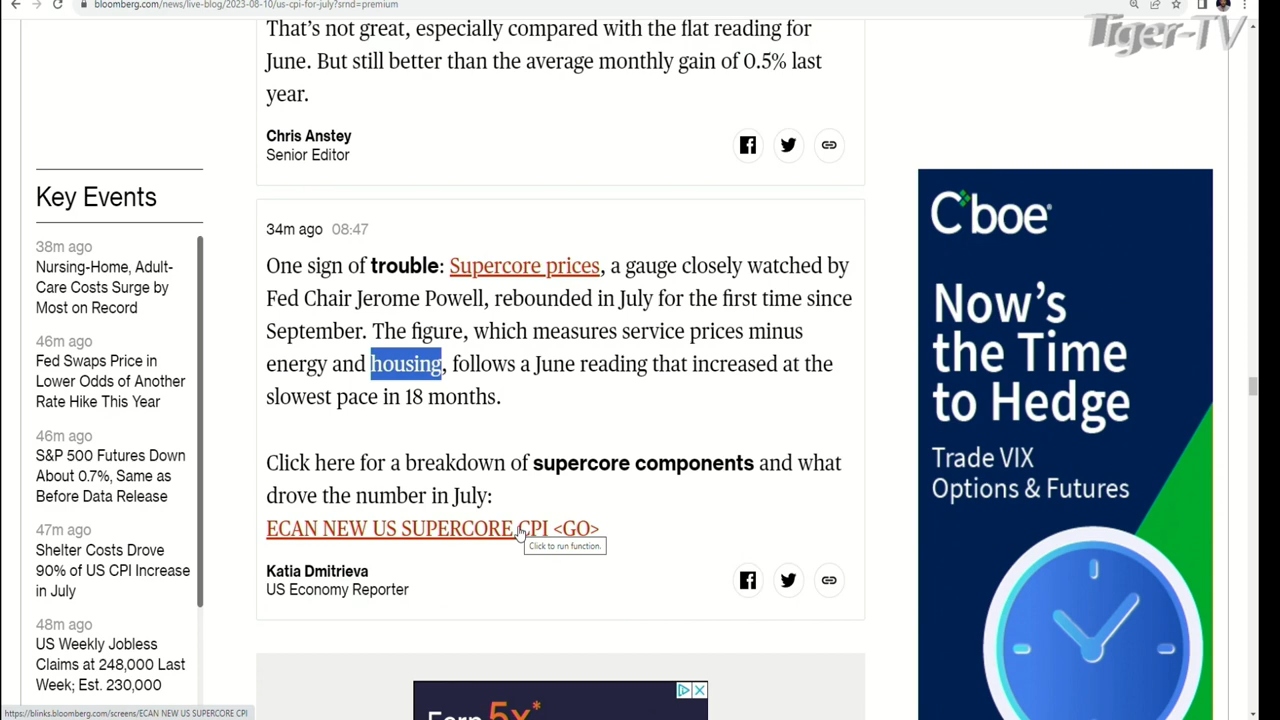 bloomberg.com/news/live-blog/2023-08-10/us-cpi-for-july?srnd=premium
Tiger-TV
That's not great, especially compared with the flat reading for
June. But still better than the average monthly gain of 0.5% last
year.
Chris Anstey
Senior Editor
Key Events
38m ago
Nursing-Home, Adult-
Care Costs Surge by
Most on Record
46m ago
Fed Swaps Price in
Lower Odds of Another
Rate Hike This Year
46m ago
S&P 500 Futures Down
About 0.7%, Same as
Before Data Release
47m ago
Shelter Costs Drove
90% of US CPI Increase
in July
48m ago
US Weekly Jobless
Claims at 248,000 Last
Week; Est. 230,000
34m ago 08:47
One sign of trouble: Supercore prices, a gauge closely watched by
Fed Chair Jerome Powell, rebounded in July for the first time since
September. The figure, which measures service prices minus
energy and housing, follows a June reading that increased at the
slowest pace in 18 months.
Click here for a breakdown of supercore components and what
drove the number in July:
ECAN NEW US SUPERCORE CPI <GO>
Click to run function.
Katia Dmitrieva
US Economy Reporter
Cboe
Now's
the Time
to Hedge
Trade VIX
Options & Futures
Earn 5x*
https://blinks.bloomberg.com/screens/ECAN NEW US SUPERCORE CPI